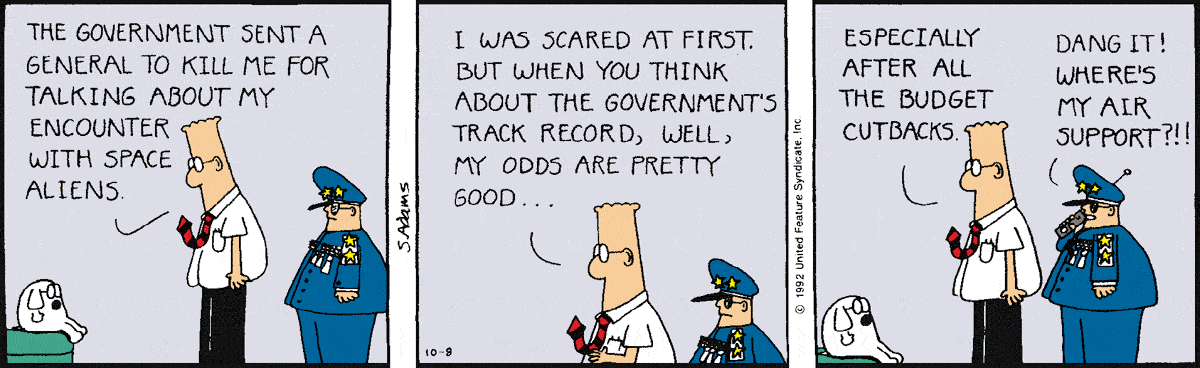 THE GOVERNMENT SENT A
GENERAL TO KILL ME FOR
TALKING ABOUT MY
ENCOUNTER
WITH SPACE
ALIENS.
S.Adams
I WAS SCARED AT FIRST.
BUT WHEN YOU THINK
ABOUT THE GOVERNMENT'S
TRACK RECORD, WELL,
MY ODDS ARE PRETTY
GOOD...
10-8
© 1992 United Feature Syndicate, Inc.
ESPECIALLY
AFTER ALL
THE BUDGET
CUTBACKS.
DANG IT!
WHERE'S
MY AIR
SUPPORT?!!